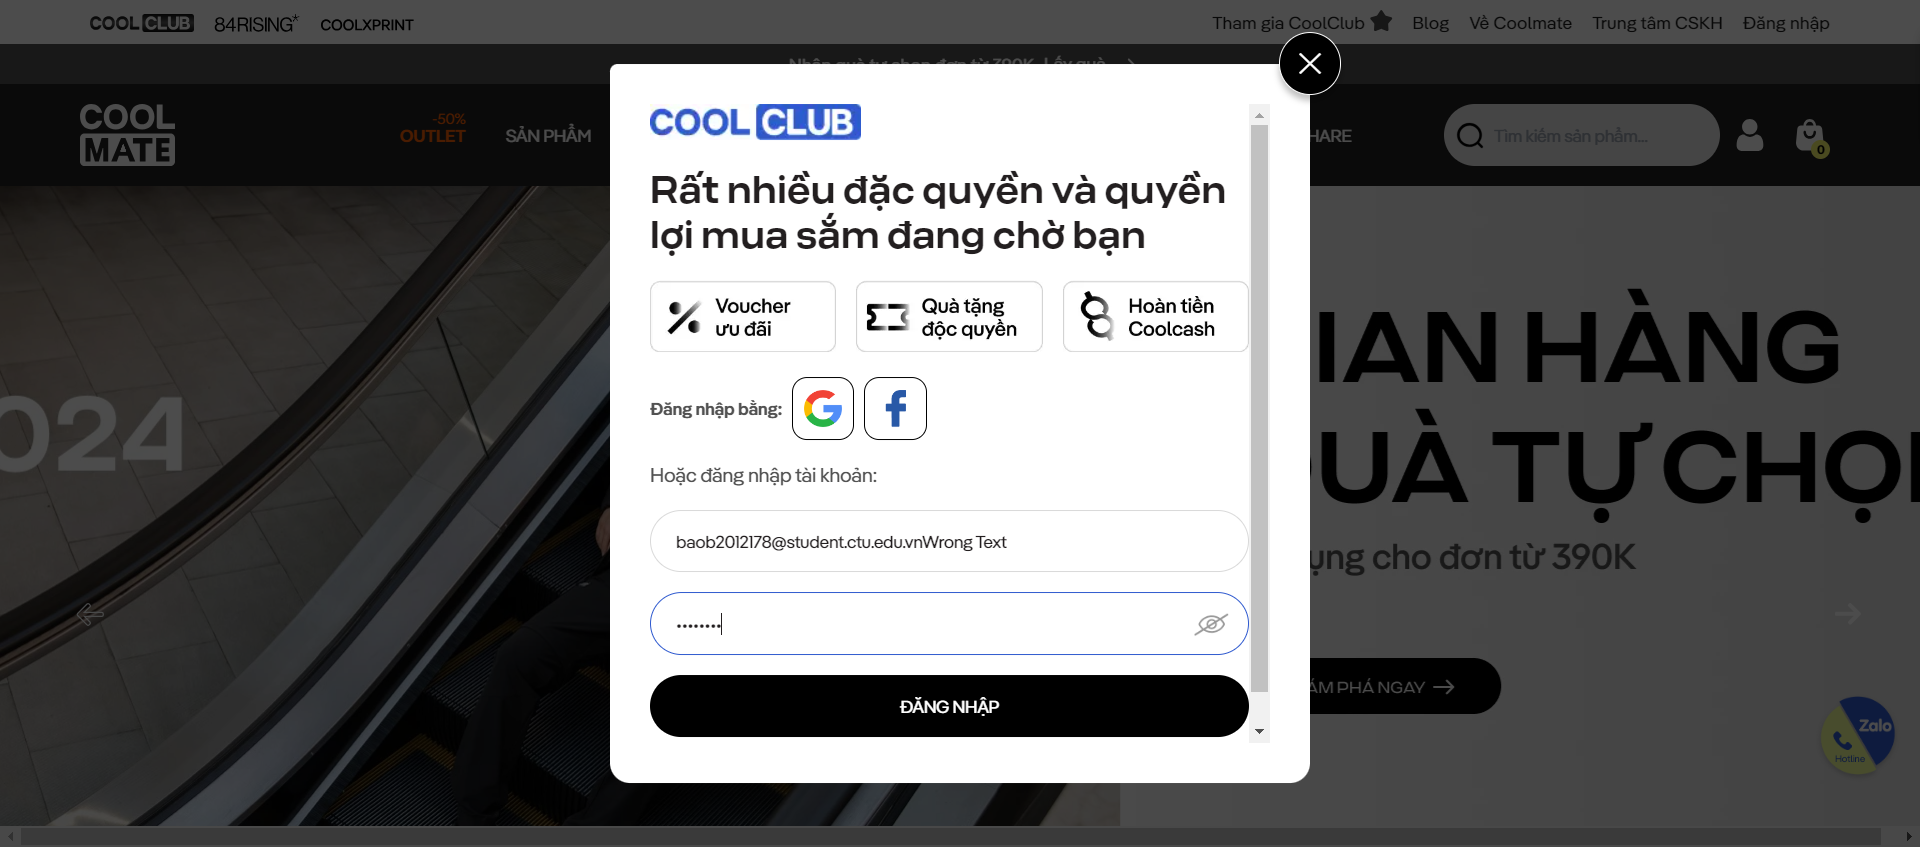 COOL CLUB 84RISING* COOLXPRINT
Tham gia CoolClub Blog Về Coolmate Trung tâm CSKH Đăng nhập
Nhận quà tự chọn đơn từ 390K. Lấy quà
COOL
MATE
-50%
OUTLET
SẢN PHẨM
HARE
Tìm kiếm sản phẩm...
0
COOL CLUB
Rất nhiều đặc quyền và quyền
lợi mua sắm đang chờ bạn
Voucher
ưu đãi
Quà tặng
độc quyền
Hoàn tiền
Coolcash
Đăng nhập bằng:
Hoặc đăng nhập tài khoản:
baob2012178@student.ctu.edu.vnWrong Text
••••••••
ĐĂNG NHẬP
024
IAN HÀNG
UÀ TỰ CHỌ
ụng cho đơn từ 390K
ÁM PHÁ NGAY
Zalo
Hotline